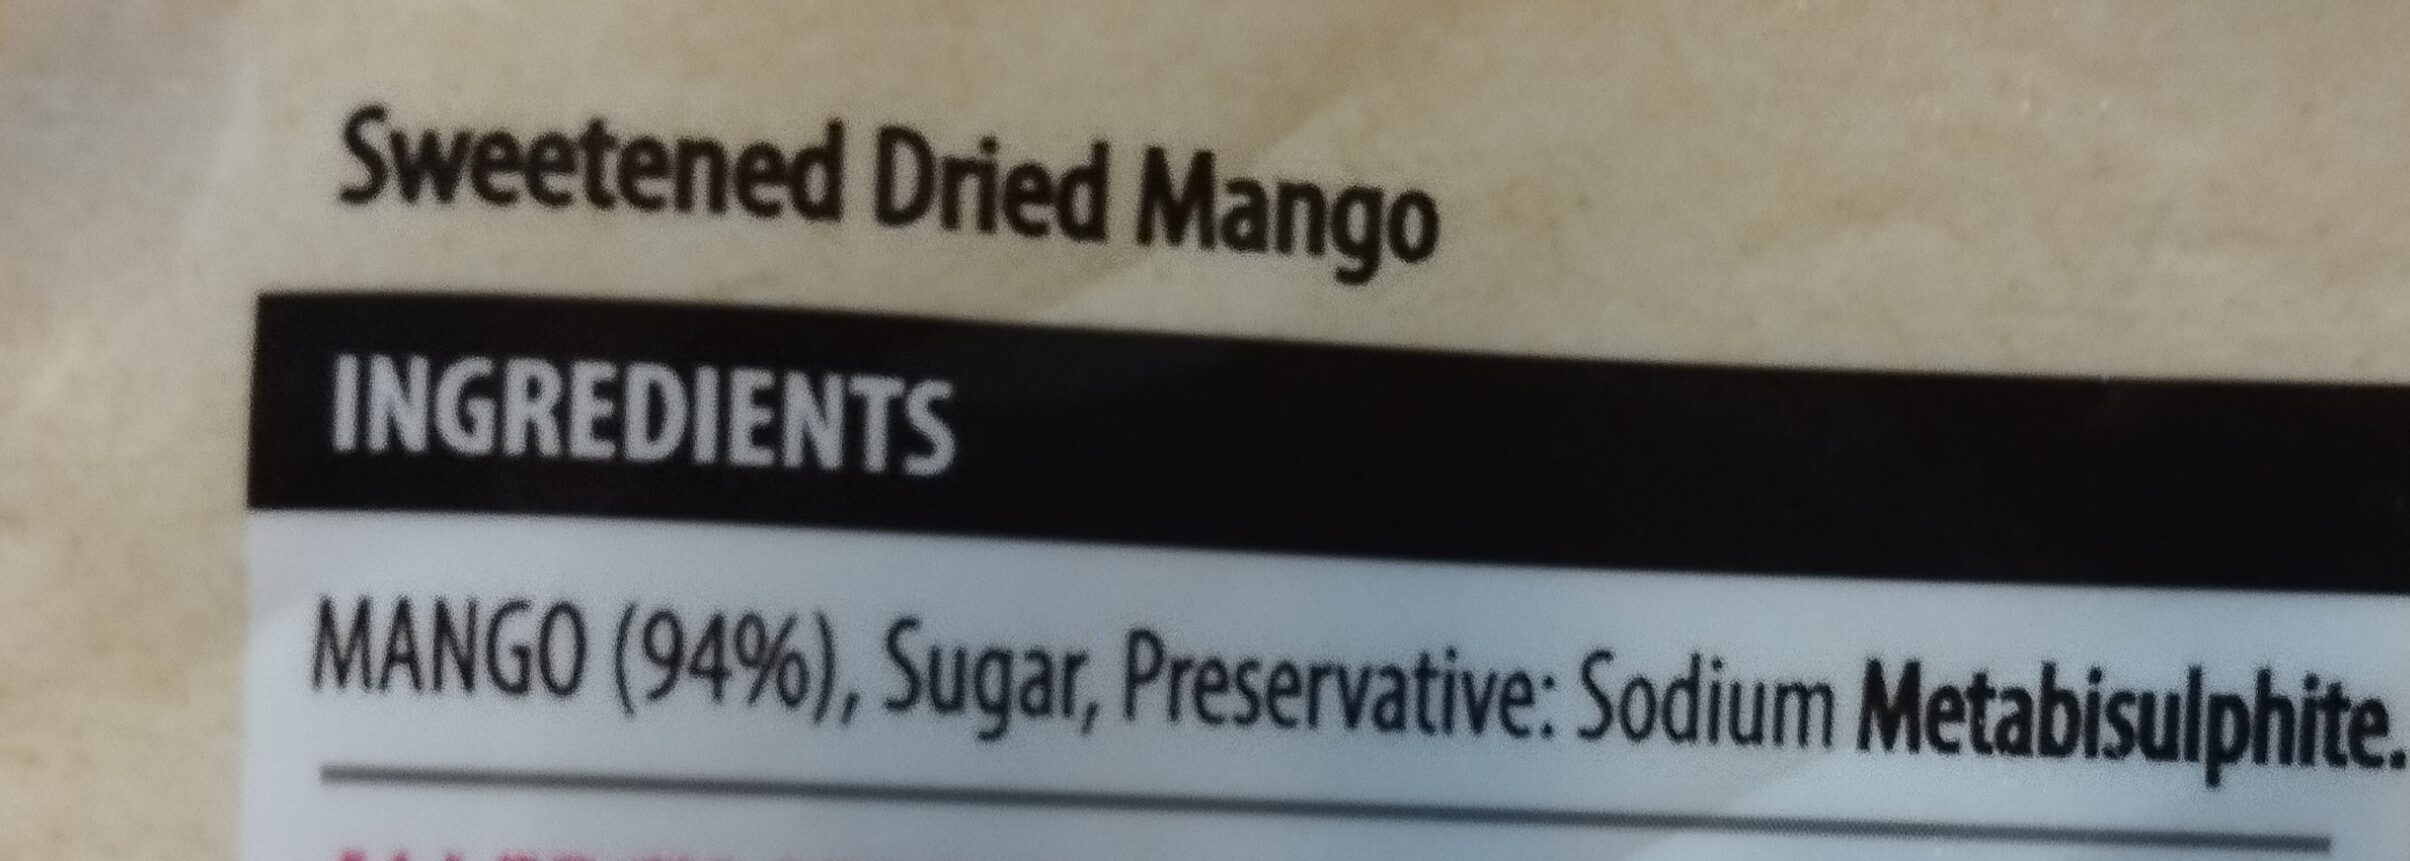 Sweetened Dried Mango
INGREDIENTS
MANGO (94%), Sugar, Preservative: Sodium Metabisulphite.